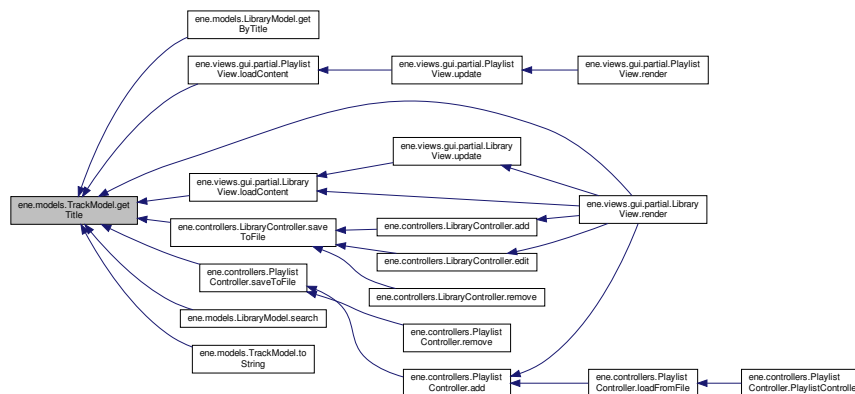 ene.models.LibraryModel.get
ByTitle
ene.views.gui.partial.Playlist
View.loadContent
ene.views.gui.partial.Playlist
View.update
ene.views.gui.partial.Playlist
View.render
ene.views.gui.partial.Library
View.update
ene.views.gui.partial.Library
View.loadContent
ene.models.TrackModel.get
Title
ene.views.gui.partial.Library
View.render
ene.controllers.LibraryController.save
ToFile
ene.controllers.LibraryController.add
ene.controllers.LibraryController.edit
ene.controllers.Playlist
Controller.saveToFile
ene.controllers.LibraryController.remove
ene.models.LibraryModel.search
ene.controllers.Playlist
Controller.remove
ene.models.TrackModel.to
String
ene.controllers.Playlist
Controller.add
ene.controllers.Playlist
Controller.loadFromFile
ene.controllers.Playlist
Controller.PlaylistControlle